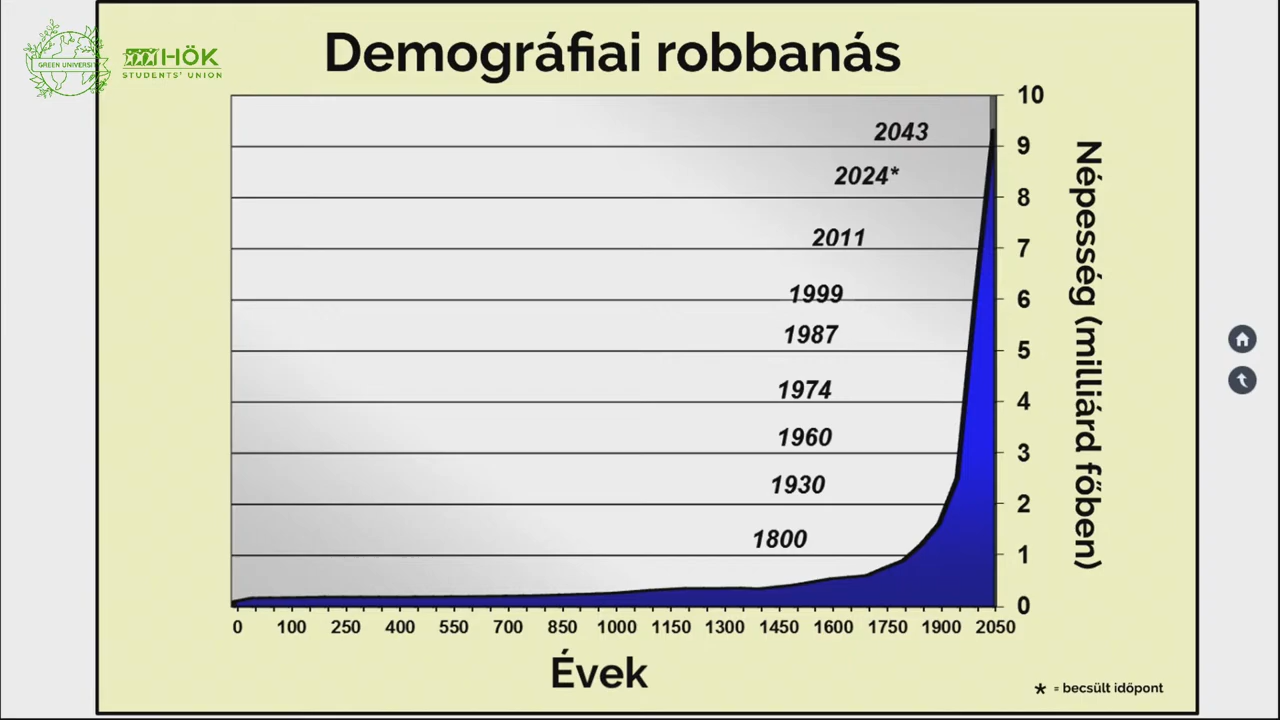 GREEN UNIVERSITY
HÖK
STUDENTS' UNION
Demográfiai robbanás
10
2043
9
2024*
8
2011
7
1999
6
1987
5
1974
4
1960
3
1930
2
1800
1
0
Népesség (milliárd főben)
0 100 250 400 550 700 850 1000 1150 1300 1450 1600 1750 1900 2050
Évek
* = becsült időpont